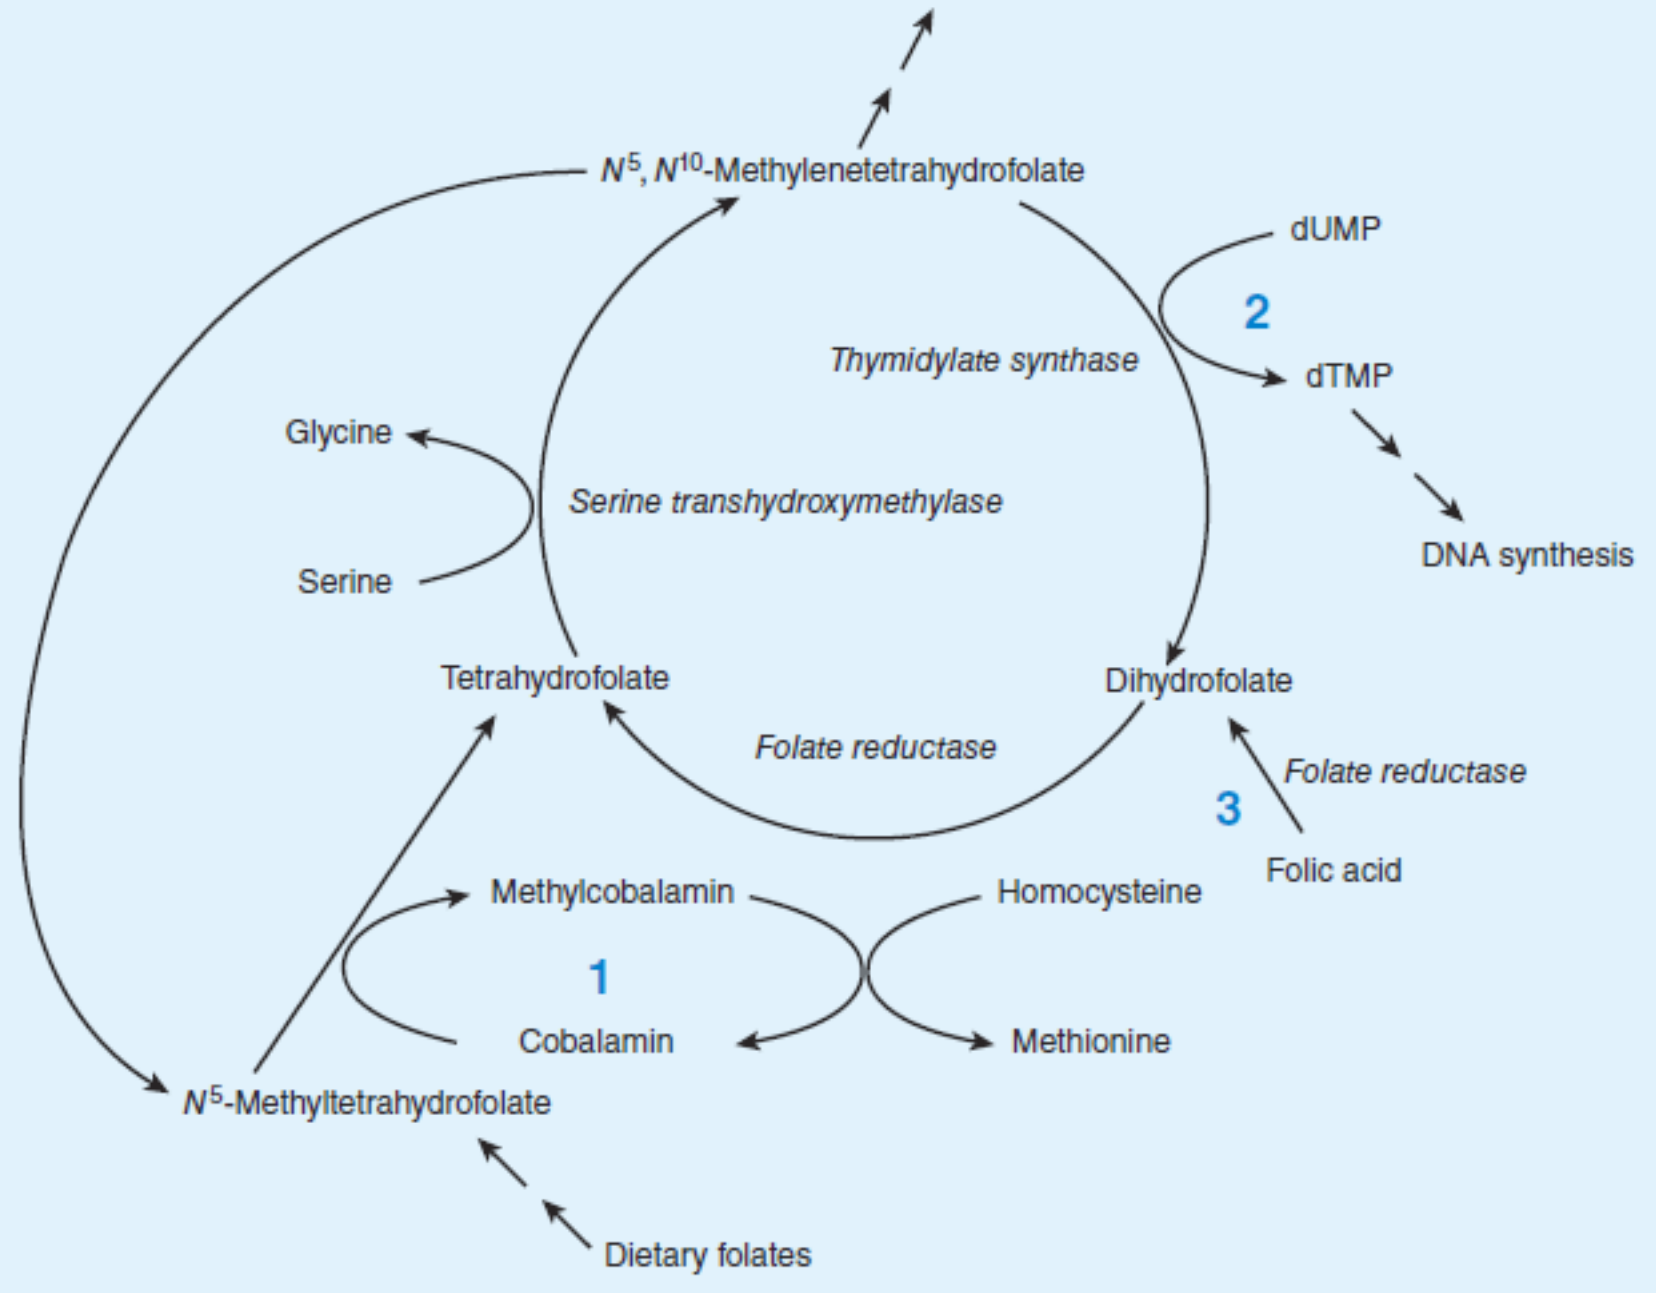 N⁵, N¹⁰-Methylenetetrahydrofolate
dUMP
2
Thymidylate synthase
dTMP
Glycine
Serine transhydroxymethylase
DNA synthesis
Serine
Tetrahydrofolate
Dihydrofolate
Folate reductase
Folate reductase
3
Folic acid
Methylcobalamin
Homocysteine
1
Cobalamin
Methionine
N⁵-Methyltetrahydrofolate
Dietary folates